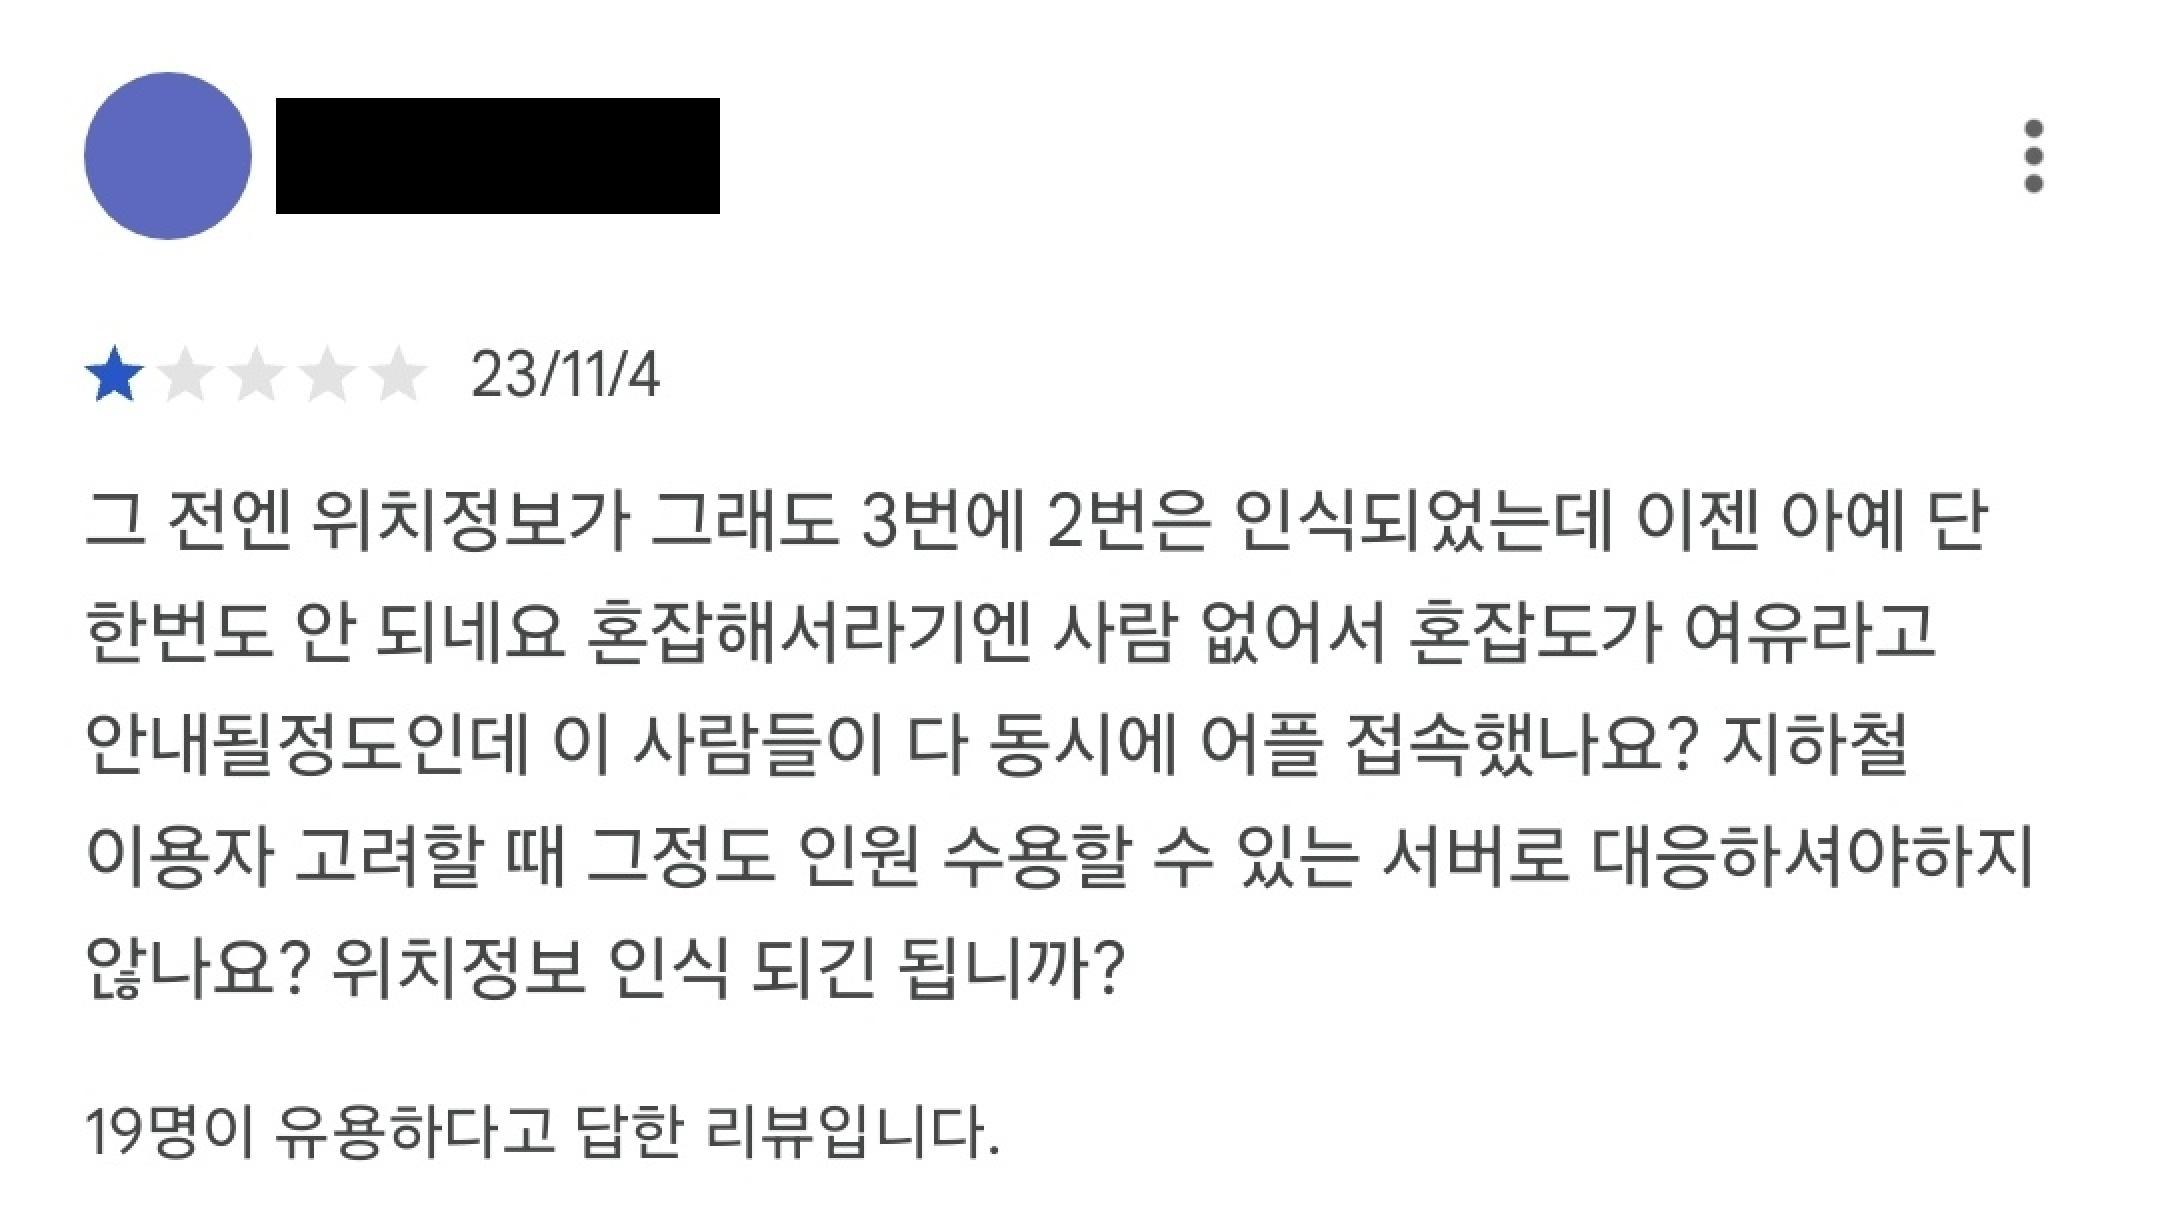 23/11/4
그 전엔 위치정보가 그래도 3번에 2번은 인식되었는데 이젠 아예 단
한번도 안 되네요 혼잡해서라기엔 사람 없어서 혼잡도가 여유라고
안내될정도인데 이 사람들이 다 동시에 어플 접속했나요? 지하철
이용자 고려할 때 그정도 인원 수용할 수 있는 서버로 대응하셔야하지
않나요? 위치정보 인식 되긴 됩니까?
19명이 유용하다고 답한 리뷰입니다.